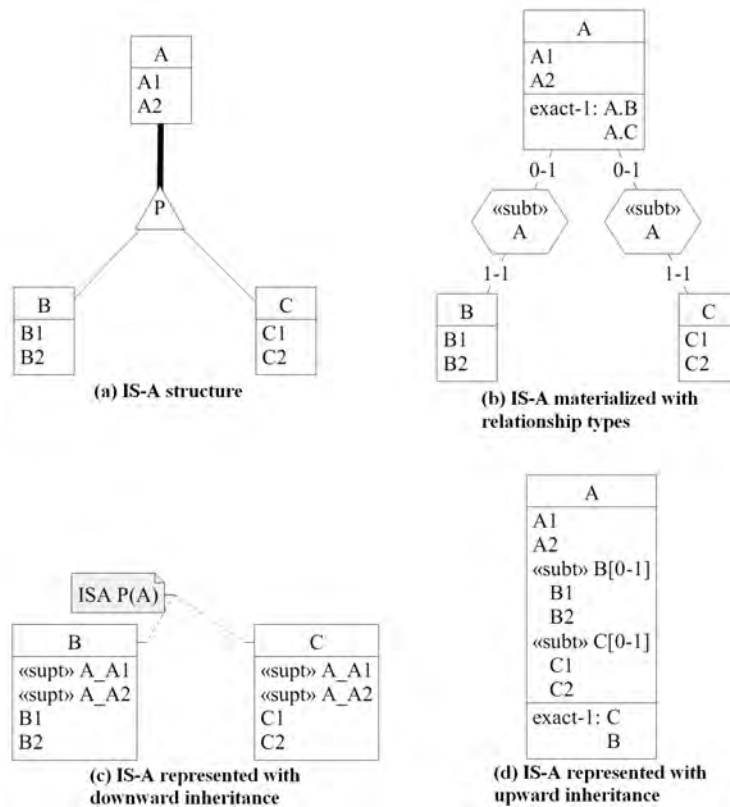 A
A1
A2
P
B
B1
B2
C
C1
C2
(a) IS-A structure
A
A1
A2
exact-1: A.B
A.C
0-1
0-1
«subt»
A
«subt»
A
1-1
1-1
B
B1
B2
C
C1
C2
(b) IS-A materialized with
relationship types
ISA P(A)
B
«supt» A_A1
«supt» A_A2
B1
B2
C
«supt» A_A1
«supt» A_A2
C1
C2
(c) IS-A represented with
downward inheritance
A
A1
A2
«subt» B[0-1]
B1
B2
«subt» C[0-1]
C1
C2
exact-1: C
B
(d) IS-A represented with
upward inheritance